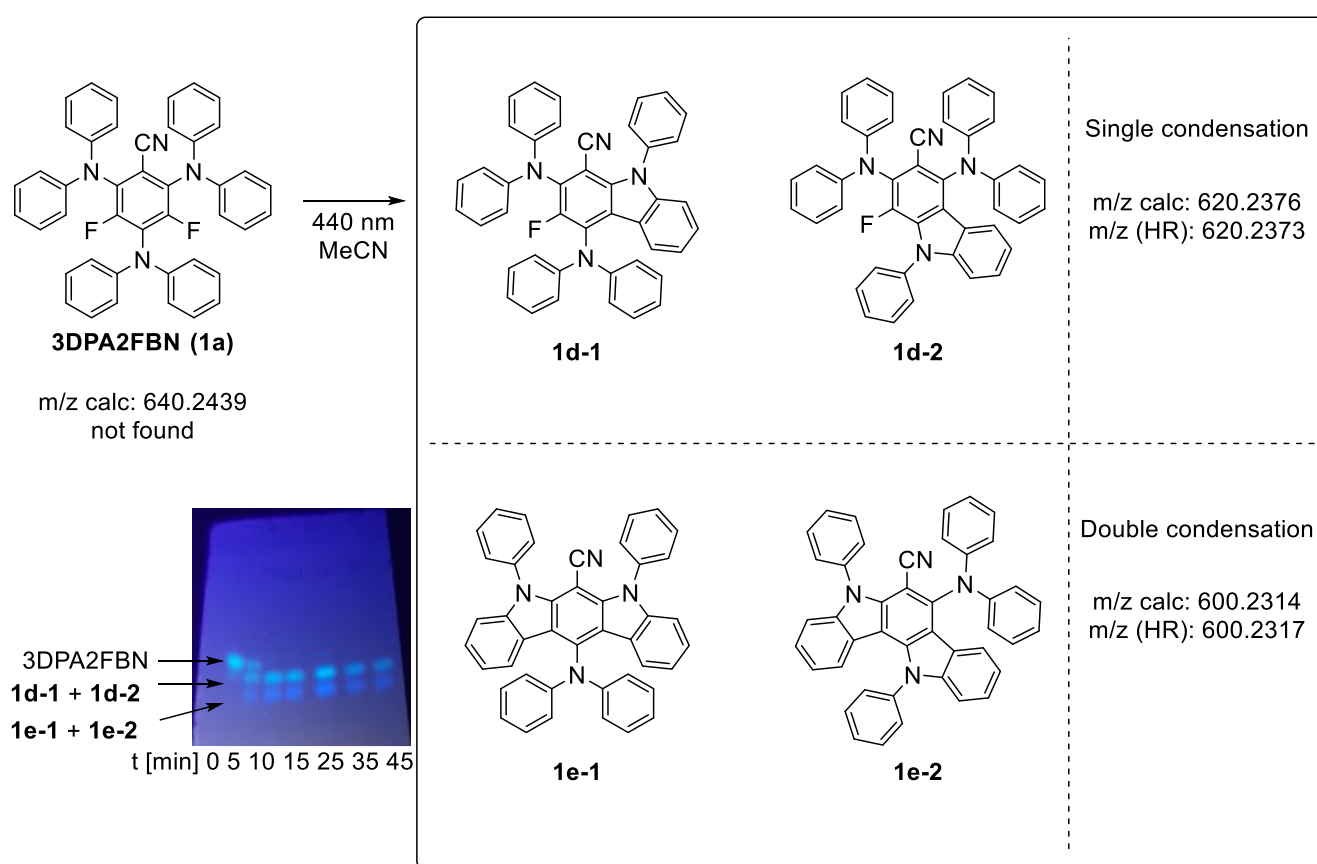 CN
N
N
F
F
N
3DPA2FBN (1a)
m/z calc: 640.2439
not found
440 nm
MeCN
CN
N
N
F
N
1d-1
CN
N
N
F
N
1d-2
Single condensation
m/z calc: 620.2376
m/z (HR): 620.2373
3DPA2FBN
1d-1 + 1d-2
1e-1 + 1e-2
t [min] 0 5 10 15 25 35 45
CN
N
N
N
1e-1
CN
N
N
N
1e-2
Double condensation
m/z calc: 600.2314
m/z (HR): 600.2317